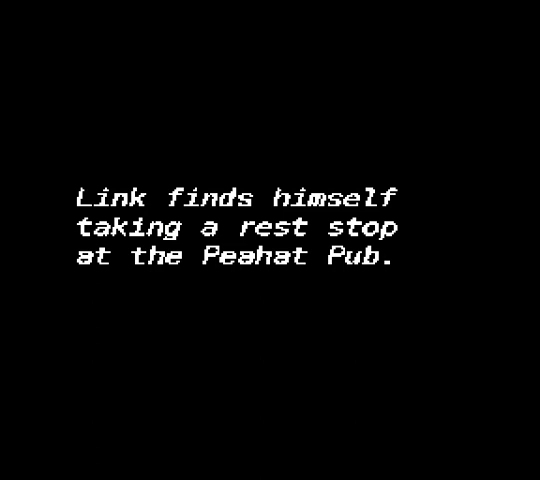 Link finds himself
taking a rest stop
at the Peahat Pub.